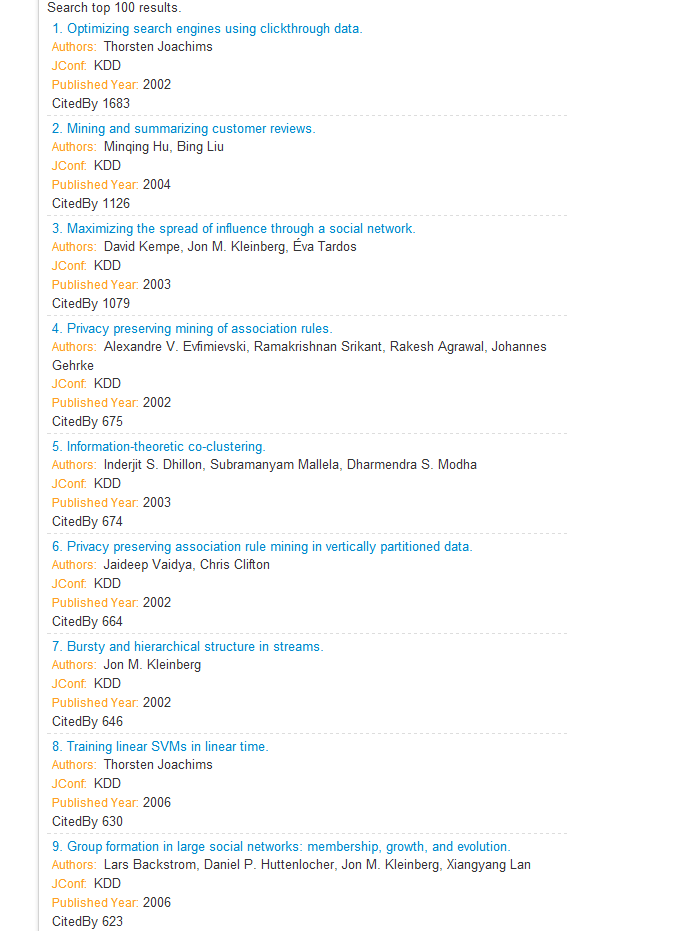 Search top 100 results.
1. Optimizing search engines using clickthrough data.
Authors: Thorsten Joachims
JConf: KDD
Published Year: 2002
CitedBy 1683
2. Mining and summarizing customer reviews.
Authors: Minqing Hu, Bing Liu
JConf: KDD
Published Year: 2004
CitedBy 1126
3. Maximizing the spread of influence through a social network.
Authors: David Kempe, Jon M. Kleinberg, Éva Tardos
JConf: KDD
Published Year: 2003
CitedBy 1079
4. Privacy preserving mining of association rules.
Authors: Alexandre V. Evfimievski, Ramakrishnan Srikant, Rakesh Agrawal, Johannes
Gehrke
JConf: KDD
Published Year: 2002
CitedBy 675
5. Information-theoretic co-clustering.
Authors: Inderjit S. Dhillon, Subramanyam Mallela, Dharmendra S. Modha
JConf: KDD
Published Year: 2003
CitedBy 674
6. Privacy preserving association rule mining in vertically partitioned data.
Authors: Jaideep Vaidya, Chris Clifton
JConf: KDD
Published Year: 2002
CitedBy 664
7. Bursty and hierarchical structure in streams.
Authors: Jon M. Kleinberg
JConf: KDD
Published Year: 2002
CitedBy 646
8. Training linear SVMs in linear time.
Authors: Thorsten Joachims
JConf: KDD
Published Year: 2006
CitedBy 630
9. Group formation in large social networks: membership, growth, and evolution.
Authors: Lars Backstrom, Daniel P. Huttenlocher, Jon M. Kleinberg, Xiangyang Lan
JConf: KDD
Published Year: 2006
CitedBy 623